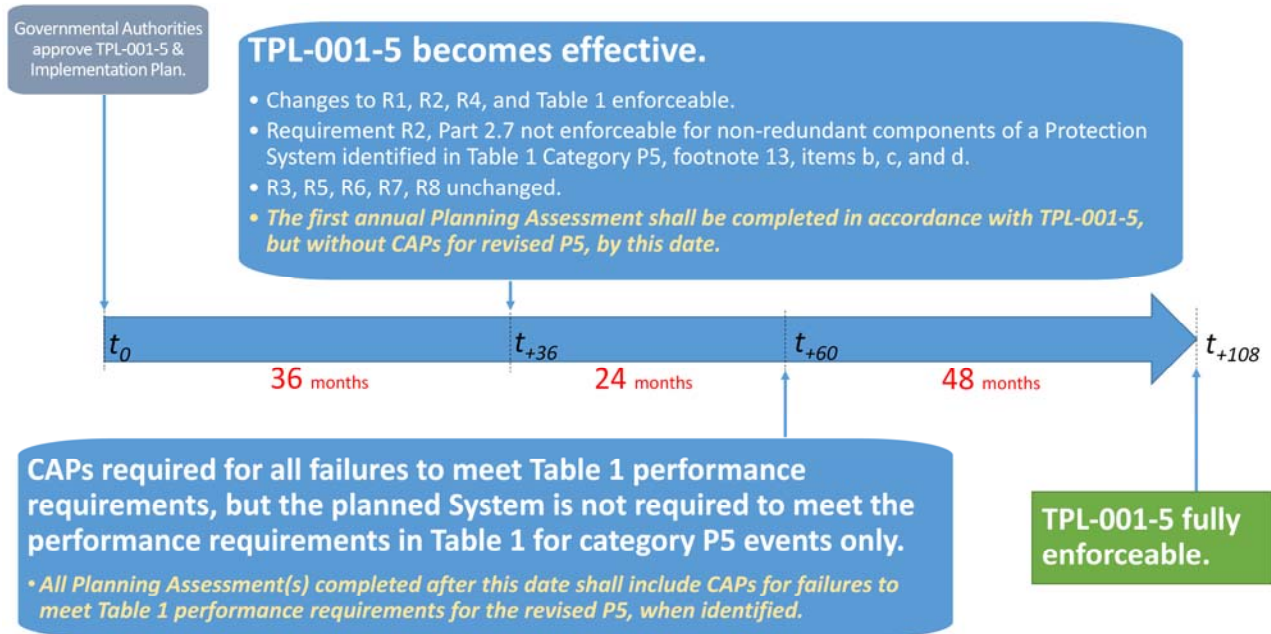 Governmental Authorities
approve TPL-001-5 &
Implementation Plan.
TPL-001-5 becomes effective.
• Changes to R1, R2, R4, and Table 1 enforceable.
• Requirement R2, Part 2.7 not enforceable for non-redundant components of a Protection
System identified in Table 1 Category P5, footnote 13, items b, c, and d.
• R3, R5, R6, R7, R8 unchanged.
• The first annual Planning Assessment shall be completed in accordance with TPL-001-5,
but without CAPs for revised P5, by this date.
t0
t+36
t+60
t+108
36 months
24 months
48 months
CAPs required for all failures to meet Table 1 performance
requirements, but the planned System is not required to meet the
performance requirements in Table 1 for category P5 events only.
• All Planning Assessment(s) completed after this date shall include CAPs for failures to
meet Table 1 performance requirements for the revised P5, when identified.
TPL-001-5 fully
enforceable.